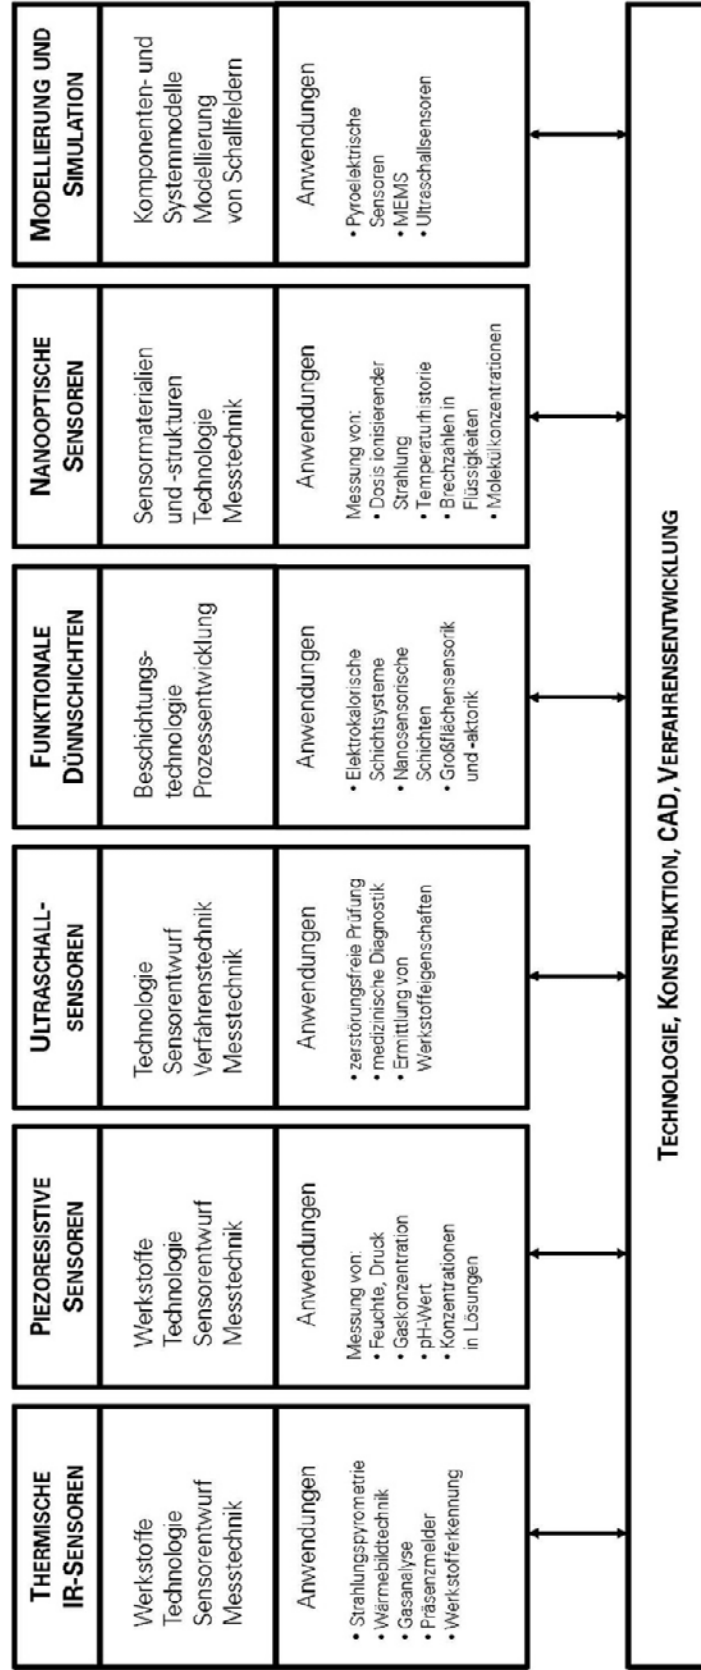 THERMISCHE
IR-SENSOREN
Werkstoffe
Technologie
Sensorentwurf
Messtechnik
Anwendungen
• Strahlungspyrometrie
• Wärmebildtechnik
• Gasanalyse
• Präsenzmelder
• Werkstofferkennung
PIEZORESISTIVE
SENSOREN
Werkstoffe
Technologie
Sensorentwurf
Messtechnik
Anwendungen
Messung von:
• Feuchte, Druck
• Gaskonzentration
• pH-Wert
• Konzentrationen
in Lösungen
ULTRASCHALL-
SENSOREN
Technologie
Sensorentwurf
Verfahrenstechnik
Messtechnik
Anwendungen
• zerstörungsfreie Prüfung
• medizinische Diagnostik
• Ermittlung von
Werkstoffeigenschaften
FUNKTIONALE
DÜNNSCHICHTEN
Beschichtungs-
technologie
Prozessentwicklung
Anwendungen
• Elektrokalorische
Schichtsysteme
• Nanosensorische
Schichten
• Großflächensensorik
und -aktorik
NANOOPTISCHE
SENSOREN
Sensormaterialien
und -strukturen
Technologie
Messtechnik
Anwendungen
Messung von:
• Dosis ionisierender
Strahlung
• Temperaturhistorie
• Brechzahlen in
Flüssigkeiten
• Molekülkonzentrationen
MODELLIERUNG UND
SIMULATION
Komponenten- und
Systemmodelle
Modellierung
von Schallfeldern
Anwendungen
• Pyroelektrische
Sensoren
• MEMS
• Ultraschallsensoren
TECHNOLOGIE, KONSTRUKTION, CAD, VERFAHRENSENTWICKLUNG